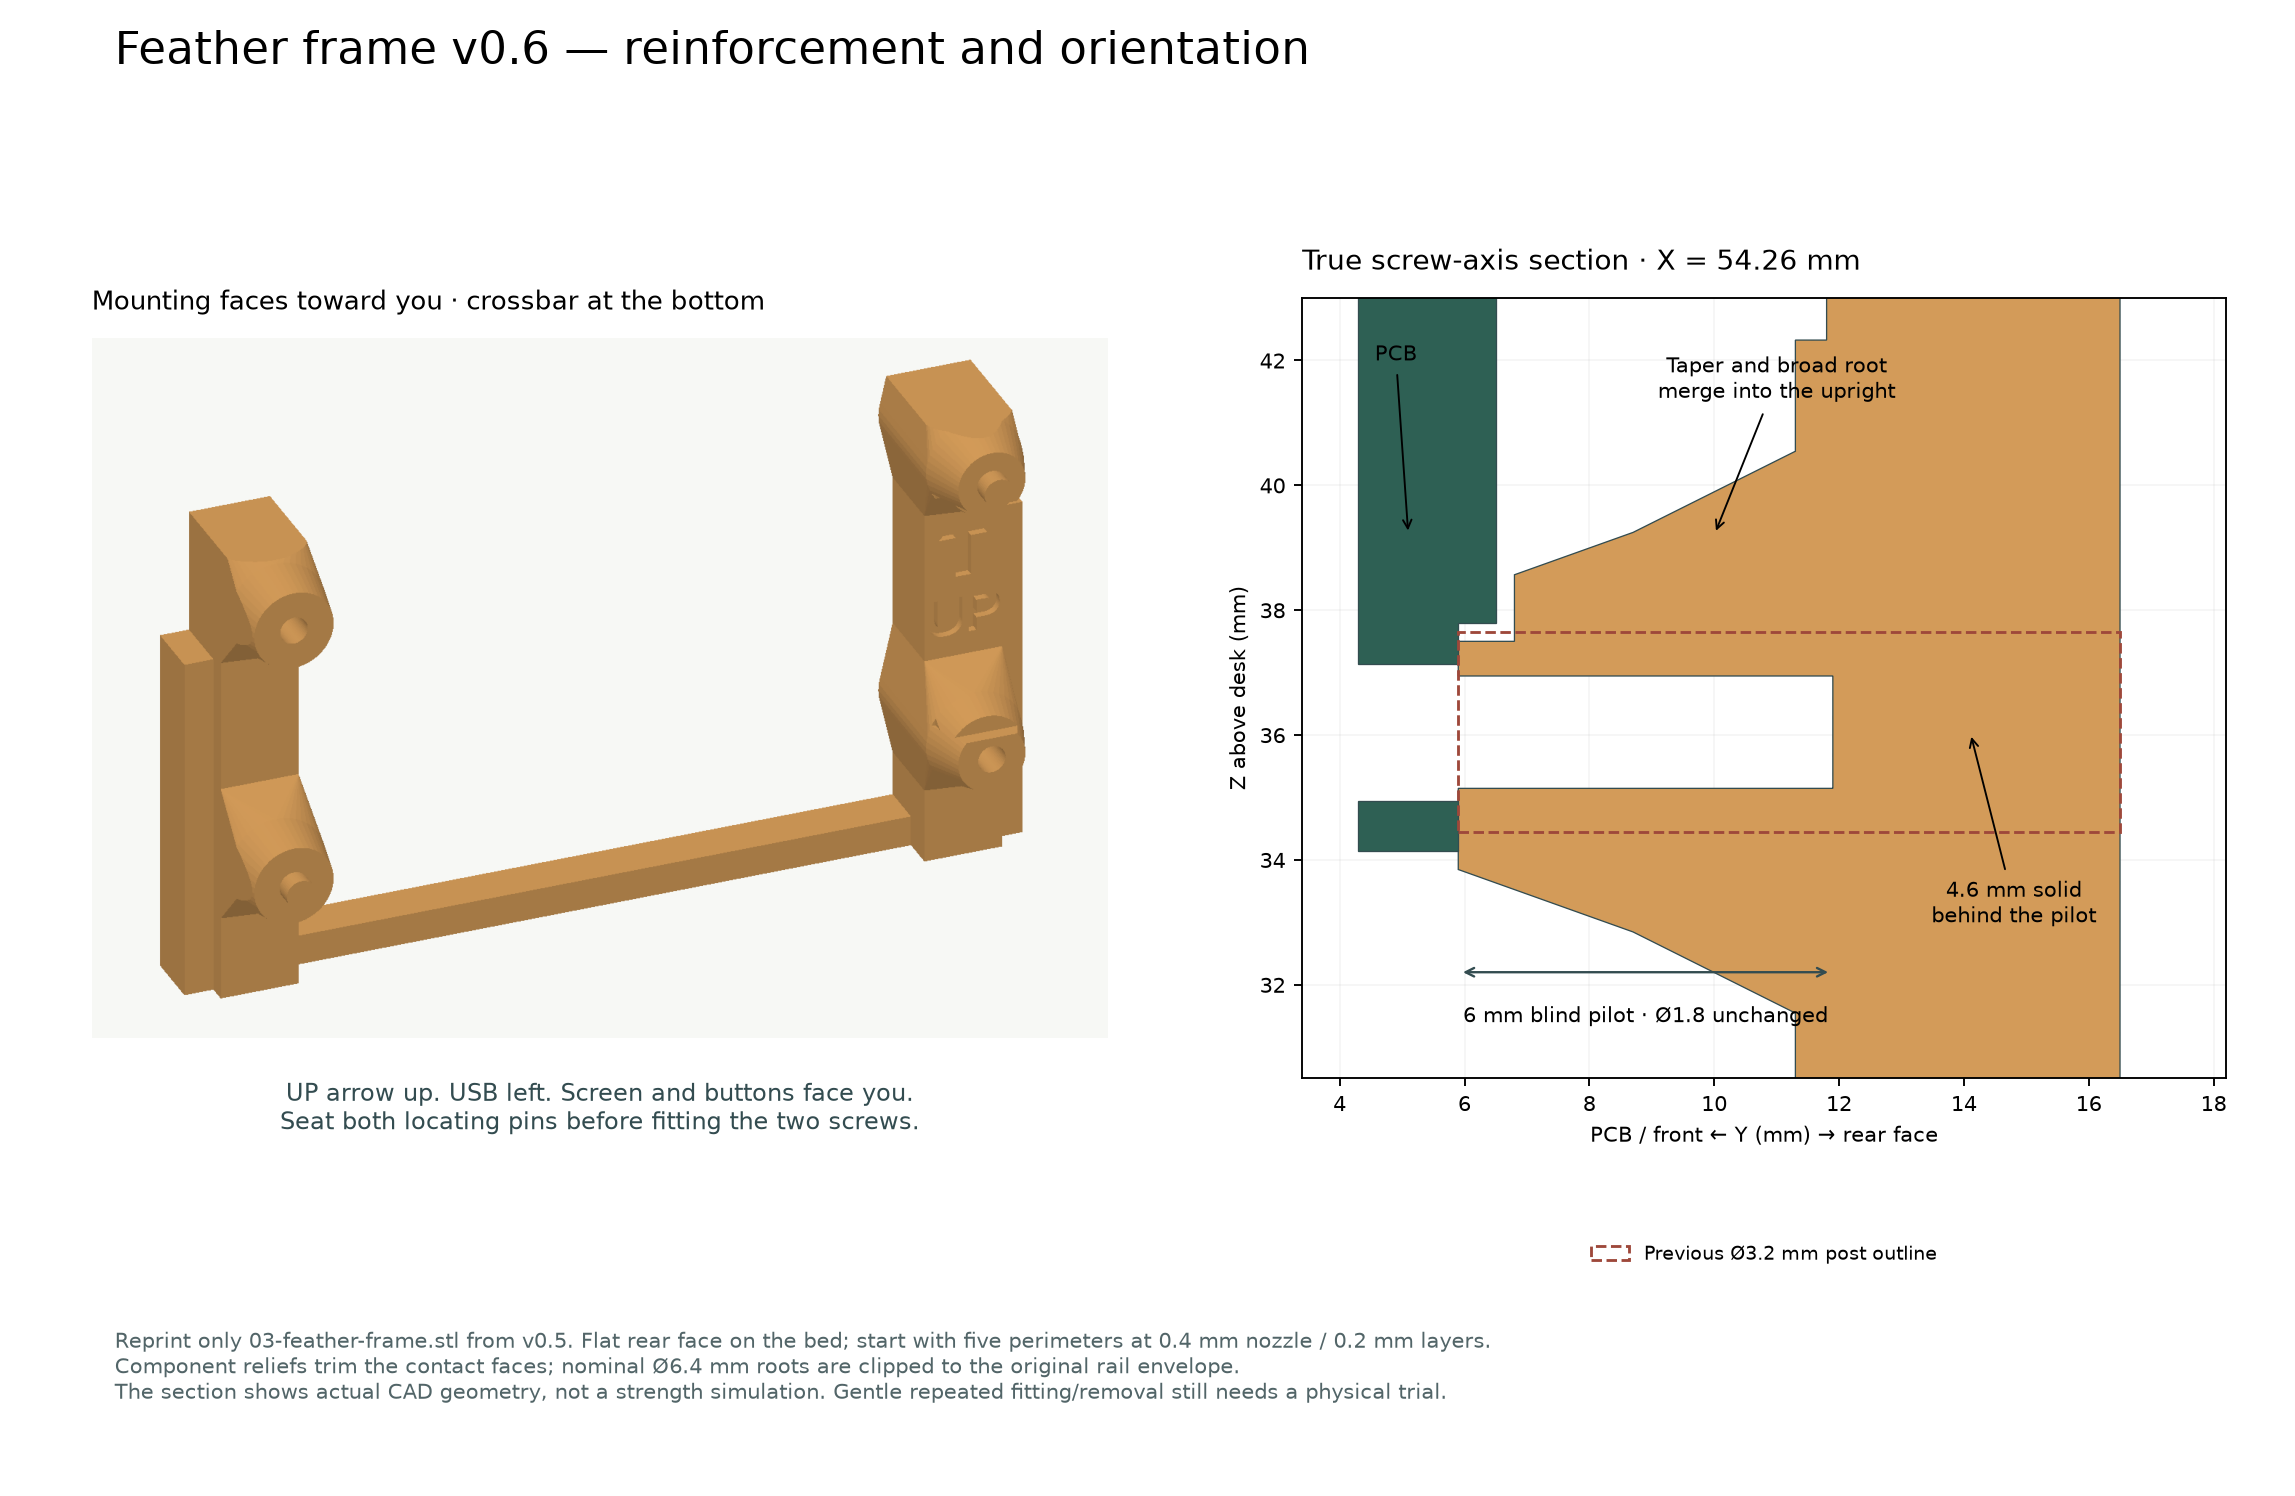 Feather frame v0.6 — reinforcement and orientation
Mounting faces toward you · crossbar at the bottom
UP
UP arrow up. USB left. Screen and buttons face you.
Seat both locating pins before fitting the two screws.
True screw-axis section · X = 54.26 mm
PCB
Taper and broad root
merge into the upright
4.6 mm solid
behind the pilot
6 mm blind pilot · Ø1.8 unchanged
Z above desk (mm)
42
40
38
36
34
32
4 6 8 10 12 14 16 18
PCB / front ← Y (mm) → rear face
Previous Ø3.2 mm post outline
Reprint only 03-feather-frame.stl from v0.5. Flat rear face on the bed; start with five perimeters at 0.4 mm nozzle / 0.2 mm layers.
Component reliefs trim the contact faces; nominal Ø6.4 mm roots are clipped to the original rail envelope.
The section shows actual CAD geometry, not a strength simulation. Gentle repeated fitting/removal still needs a physical trial.